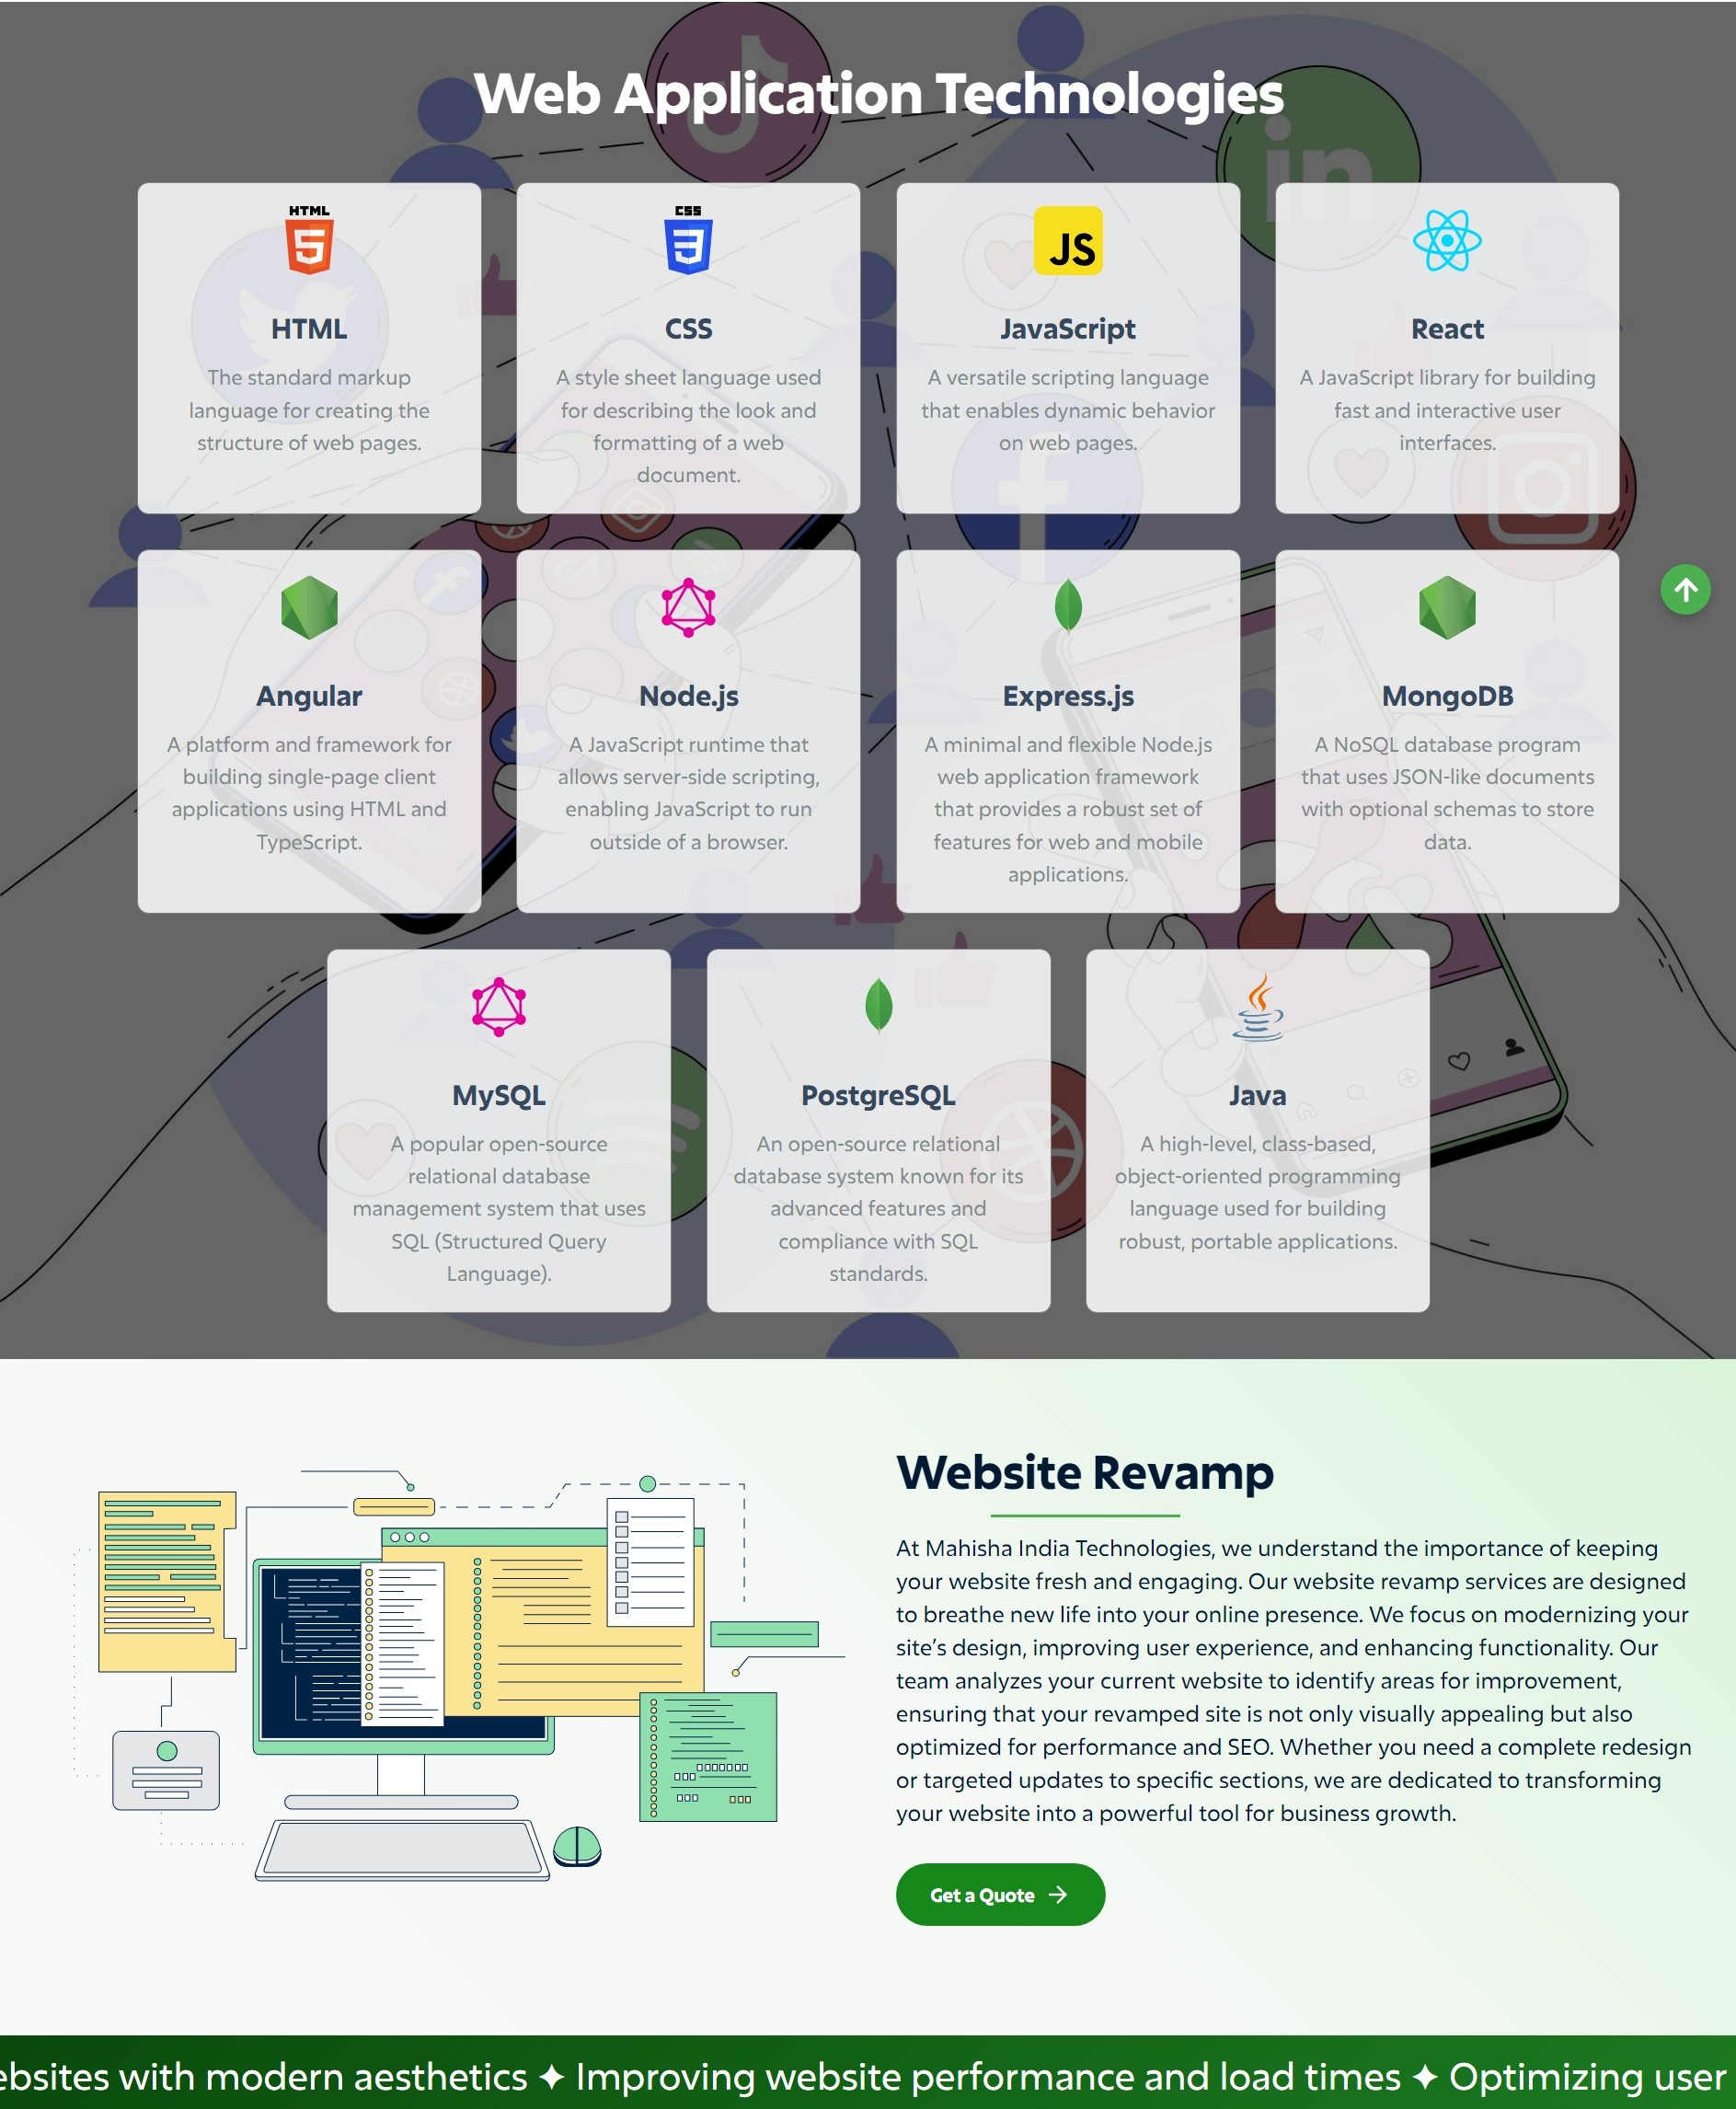 Web Application Technologies
in
HTML
5
HTML
The standard markup
language for creating the
structure of web pages.
CSS
3
CSS
A style sheet language used
for describing the look and
formatting of a web
document.
JS
JavaScript
A versatile scripting language
that enables dynamic behavior
on web pages.
React
A JavaScript library for building
fast and interactive user
interfaces.
Angular
A platform and framework for
building single-page client
applications using HTML and
TypeScript.
Node.js
A JavaScript runtime that
allows server-side scripting,
enabling JavaScript to run
outside of a browser.
Express.js
A minimal and flexible Node.js
web application framework
that provides a robust set of
features for web and mobile
applications.
MongoDB
A NoSQL database program
that uses JSON-like documents
with optional schemas to store
data.
MySQL
A popular open-source
relational database
management system that uses
SQL (Structured Query
Language).
PostgreSQL
An open-source relational
database system known for its
advanced features and
compliance with SQL
standards.
Java
A high-level, class-based,
object-oriented programming
language used for building
robust, portable applications.
Website Revamp
At Mahisha India Technologies, we understand the importance of keeping
your website fresh and engaging. Our website revamp services are designed
to breathe new life into your online presence. We focus on modernizing your
site’s design, improving user experience, and enhancing functionality. Our
team analyzes your current website to identify areas for improvement,
ensuring that your revamped site is not only visually appealing but also
optimized for performance and SEO. Whether you need a complete redesign
or targeted updates to specific sections, we are dedicated to transforming
your website into a powerful tool for business growth.
Get a Quote →
ebsites with modern aesthetics ✦ Improving website performance and load times ✦ Optimizing user